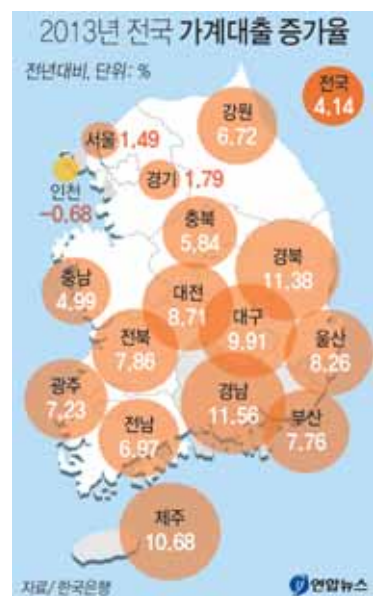 2013년 전국 가계대출 증가율
전년대비, 단위: %
전국
4.14
강원
6.72
서울 1.49
인천
-0.68
경기 1.79
충북
5.84
경북
11.38
충남
4.99
대전
8.71
대구
9.91
전북
7.86
울산
8.26
광주
7.23
경남
11.56
전남
6.97
부산
7.76
제주
10.68
자료/ 한국은행
연합뉴스